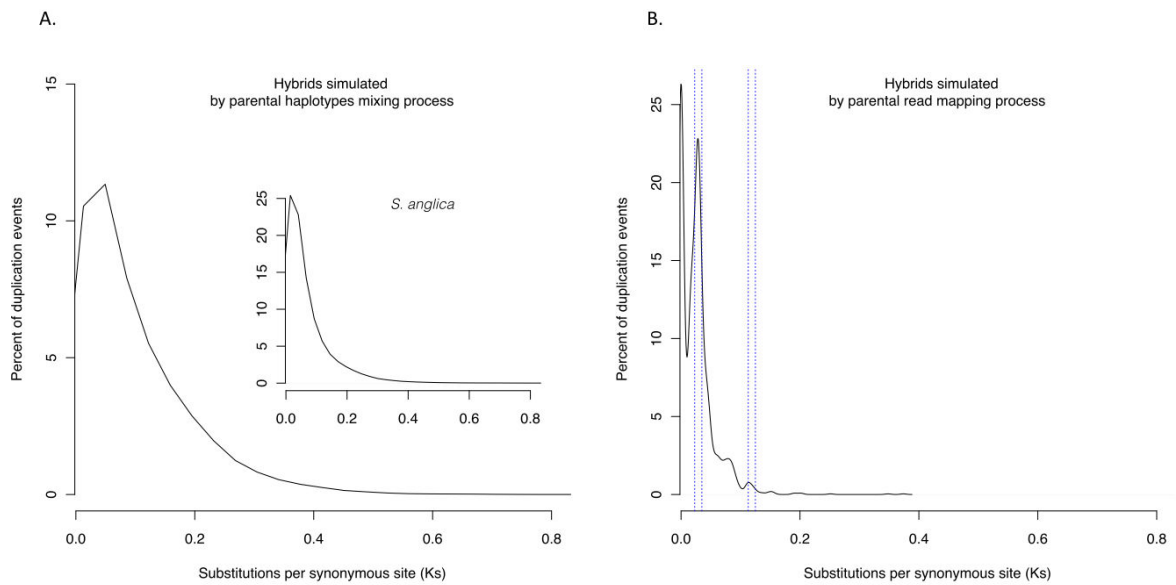 A.
Hybrids simulated
by parental haplotypes mixing process
Percent of duplication events
15
10
5
0
S. anglica
25
20
15
10
5
0
0.0 0.2 0.4 0.6 0.8
0.0 0.2 0.4 0.6 0.8
Substitutions per synonymous site (Ks)
B.
Hybrids simulated
by parental read mapping process
Percent of duplication events
25
20
15
10
5
0
0.0 0.2 0.4 0.6 0.8
Substitutions per synonymous site (Ks)